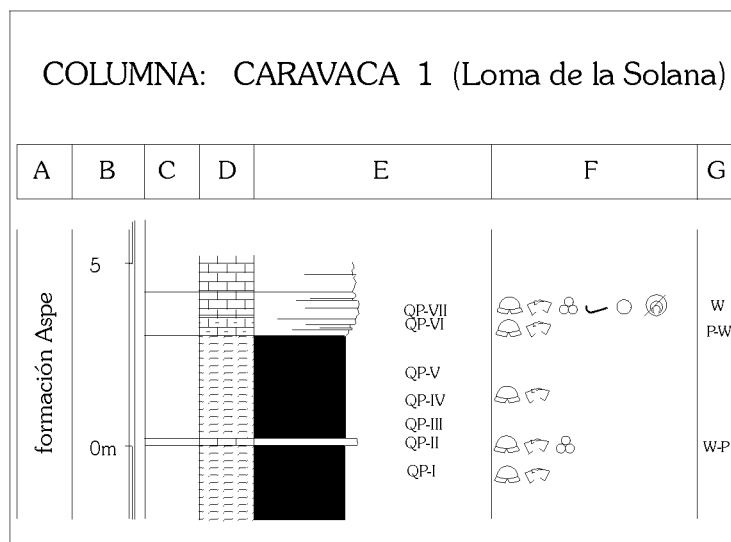 COLUMNA: CARAVACA 1 (Loma de la Solana)
A B C D E F G
formación Aspe
5
QP-VII W
QP-VI P-W
QP-V
QP-IV
QP-III
0m QP-II W-P
QP-I